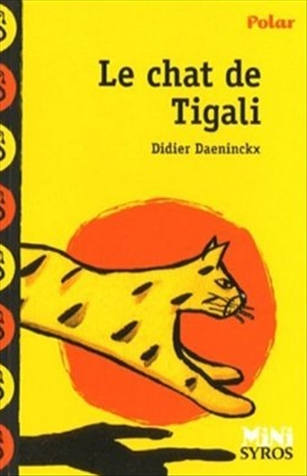 Polar
Le chat de
Tigali
Didier Daeninckx
MiNi
SYROS